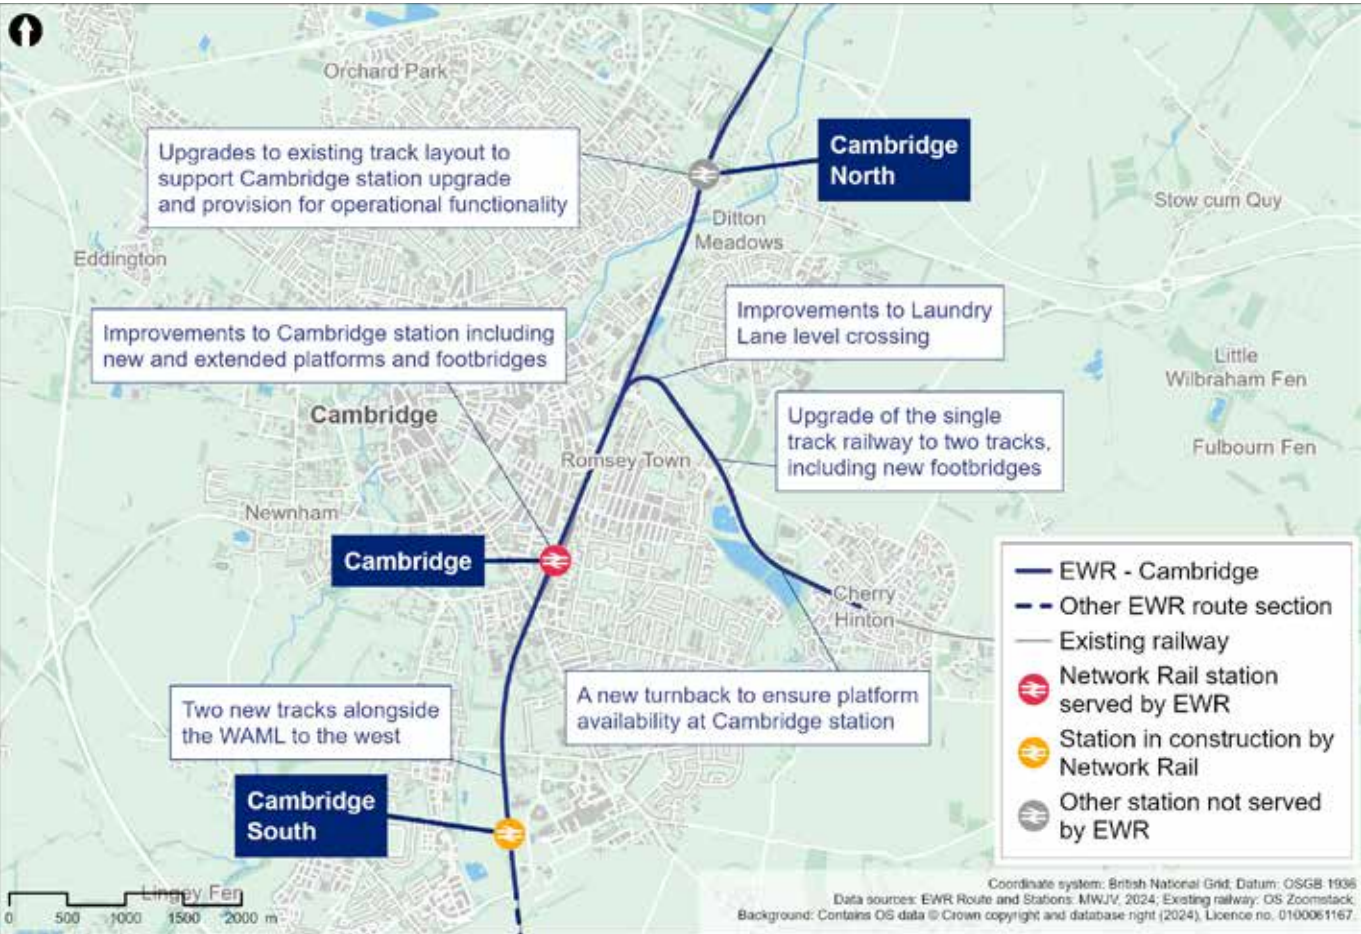 Orchard Park
Upgrades to existing track layout to
support Cambridge station upgrade
and provision for operational functionality
Cambridge
North
Stow cum Quy
Ditton
Meadows
Eddington
Improvements to Cambridge station including
new and extended platforms and footbridges
Improvements to Laundry
Lane level crossing
Little
Wilbraham Fen
Cambridge
Upgrade of the single
track railway to two tracks,
including new footbridges
Fulbourn Fen
Romsey Town
Newnham
Cambridge
Cherry
Hinton
A new turnback to ensure platform
availability at Cambridge station
Two new tracks alongside
the WAML to the west
Cambridge
South
EWR - Cambridge
Other EWR route section
Existing railway
Network Rail station
served by EWR
Station in construction by
Network Rail
Other station not served
by EWR
Lingey Fen
0 500 1000 1500 2000 m
Coordinate system: British National Grid; Datum: OSGB 1936
Data sources: EWR Route and Stations: MWJV, 2024; Existing railway: OS Zoomstack
Background: Contains OS data © Crown copyright and database right (2024), Licence no. 0100061167.